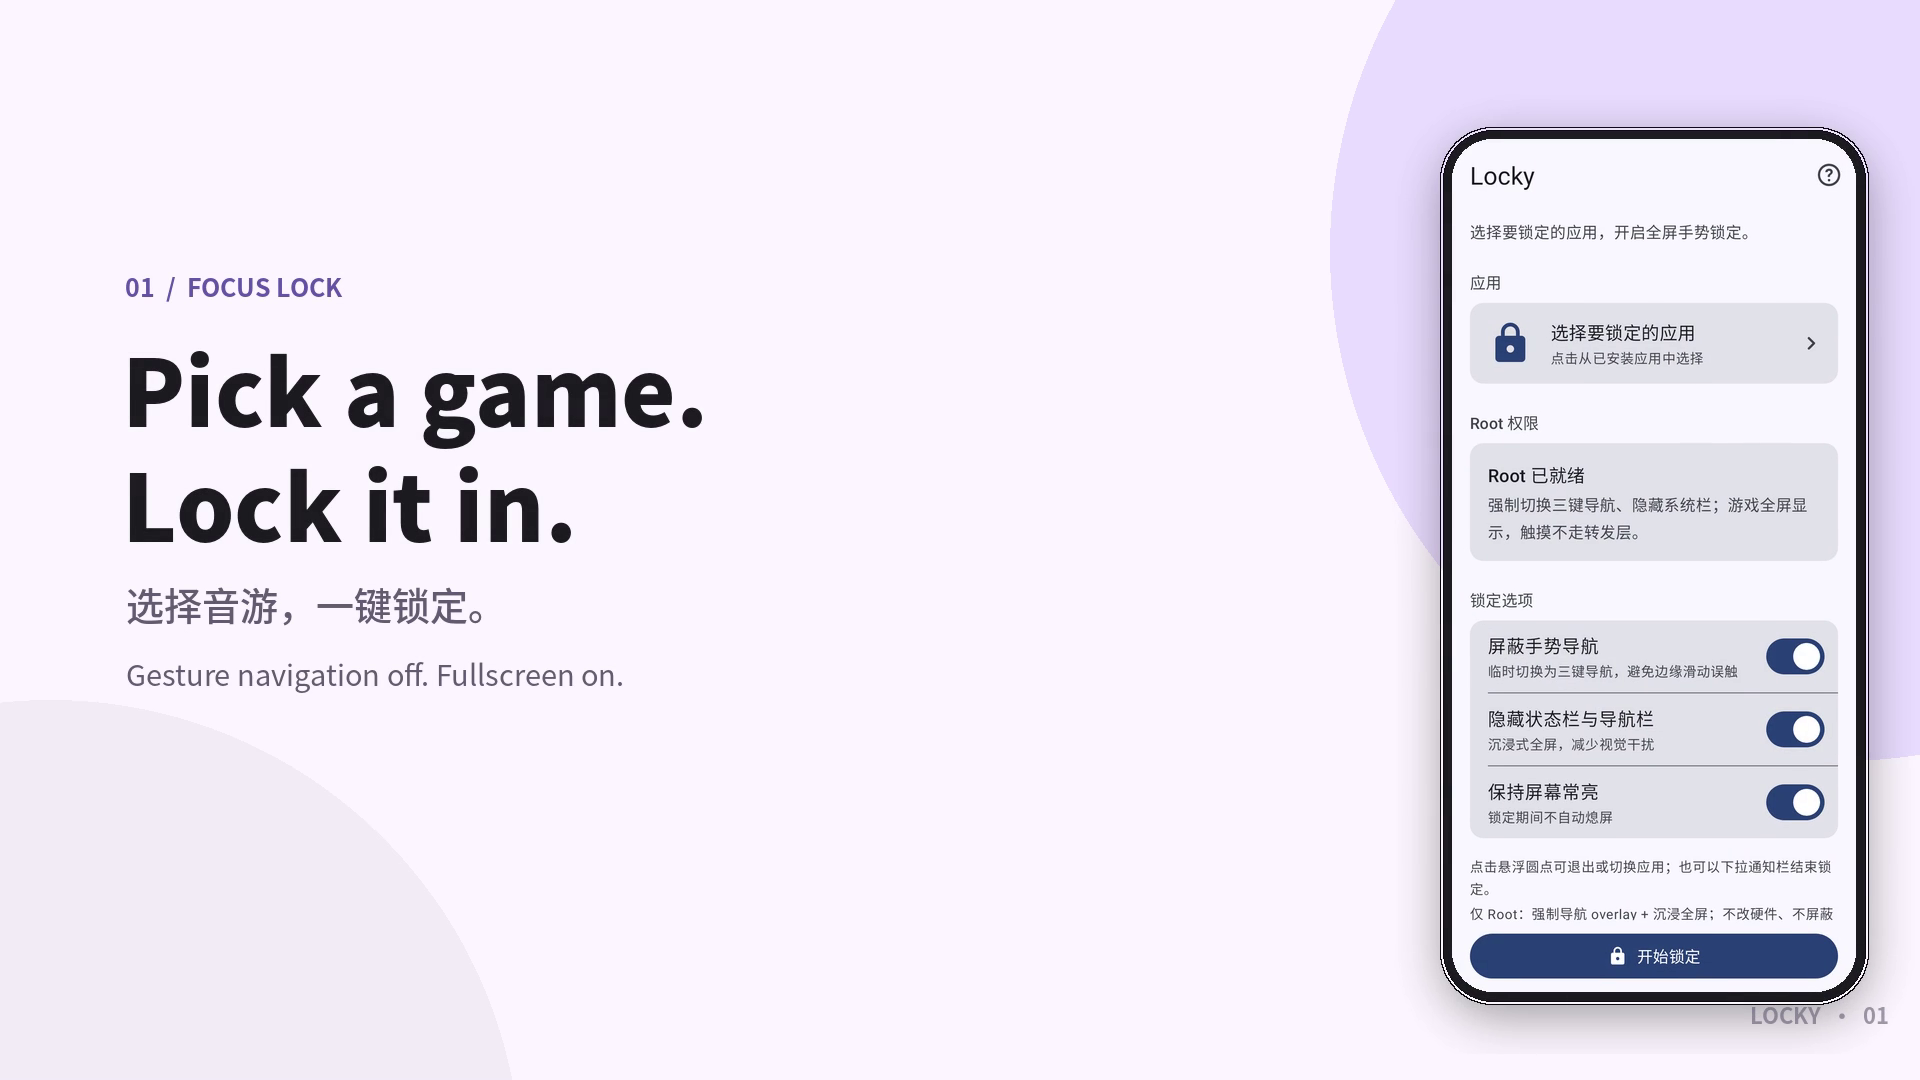 01 / FOCUS LOCK
Pick a game.
Lock it in.
选择音游，一键锁定。
Gesture navigation off. Fullscreen on.
Locky
选择要锁定的应用，开启全屏手势锁定。
应用
选择要锁定的应用
点击从已安装应用中选择
Root 权限
Root 已就绪
强制切换三键导航、隐藏系统栏；游戏全屏显
示，触摸不走转发层。
锁定选项
屏蔽手势导航
临时切换为三键导航，避免边缘滑动误触
隐藏状态栏与导航栏
沉浸式全屏，减少视觉干扰
保持屏幕常亮
锁定期间不自动熄屏
点击悬浮圆点可退出或切换应用；也可以下拉通知栏结束锁
定。
仅 Root：强制导航 overlay + 沉浸全屏；不改硬件、不屏蔽
开始锁定
LOCKY • 01